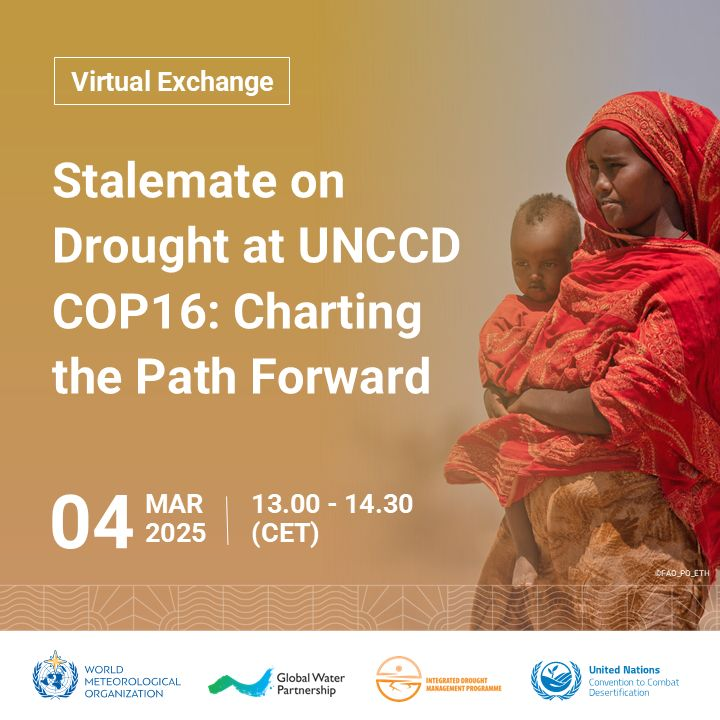 Virtual Exchange
Stalemate on
Drought at UNCCD
COP16: Charting
the Path Forward
04
MAR
2025
13.00 - 14.30
(CET)
©FAO_PO_ETH
WORLD
METEOROLOGICAL
ORGANIZATION
Global Water
Partnership
INTEGRATED DROUGHT
MANAGEMENT PROGRAMME
United Nations
Convention to Combat
Desertification